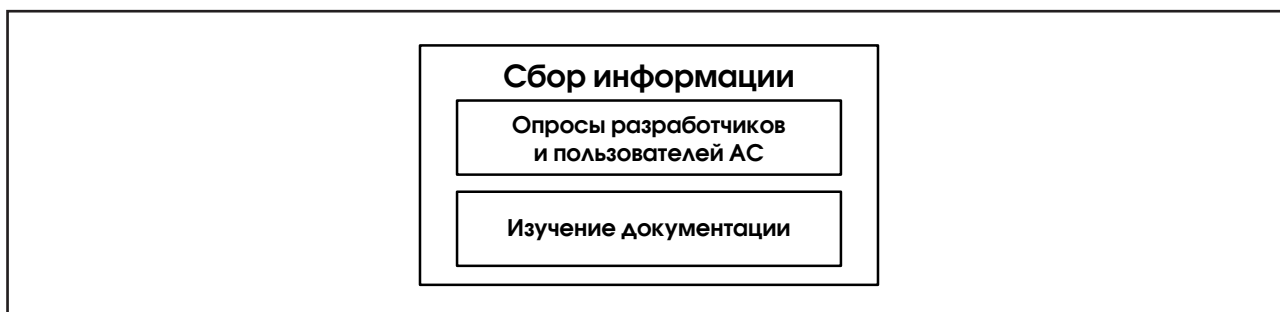 Сбор информации
Опросы разработчиков
и пользователей АС
Изучение документации